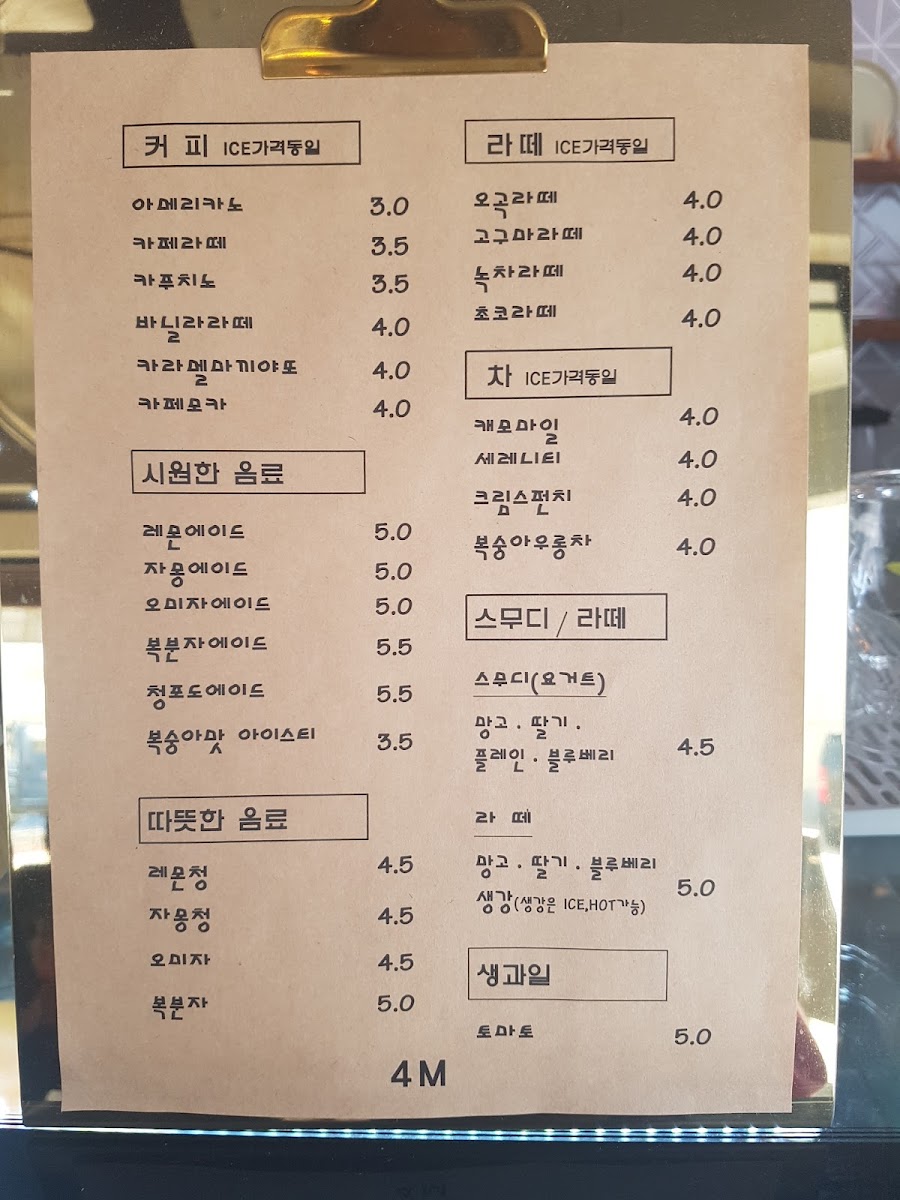 커 피 ICE가격동일
아메리카노 3.0
카페라떼 3.5
카푸치노 3.5
바닐라라떼 4.0
카라멜마끼야또 4.0
카페모카 4.0
시원한 음료
레몬에이드 5.0
자몽에이드 5.0
오미자에이드 5.0
복분자에이드 5.5
청포도에이드 5.5
복숭아맛 아이스티 3.5
따뜻한 음료
레몬청 4.5
자몽청 4.5
오미자 4.5
복분자 5.0
라떼 ICE가격동일
오곡라떼 4.0
고구마라떼 4.0
녹차라떼 4.0
초코라떼 4.0
차 ICE가격동일
캐모마일 4.0
세레니티 4.0
크림스펀치 4.0
복숭아우롱차 4.0
스무디 / 라떼
스무디(요거트)
망고 · 딸기 ·
플레인 · 블루베리 4.5
라 떼
망고 · 딸기 · 블루베리
생강(생강은 ICE,HOT가능) 5.0
생과일
토마토 5.0
4M